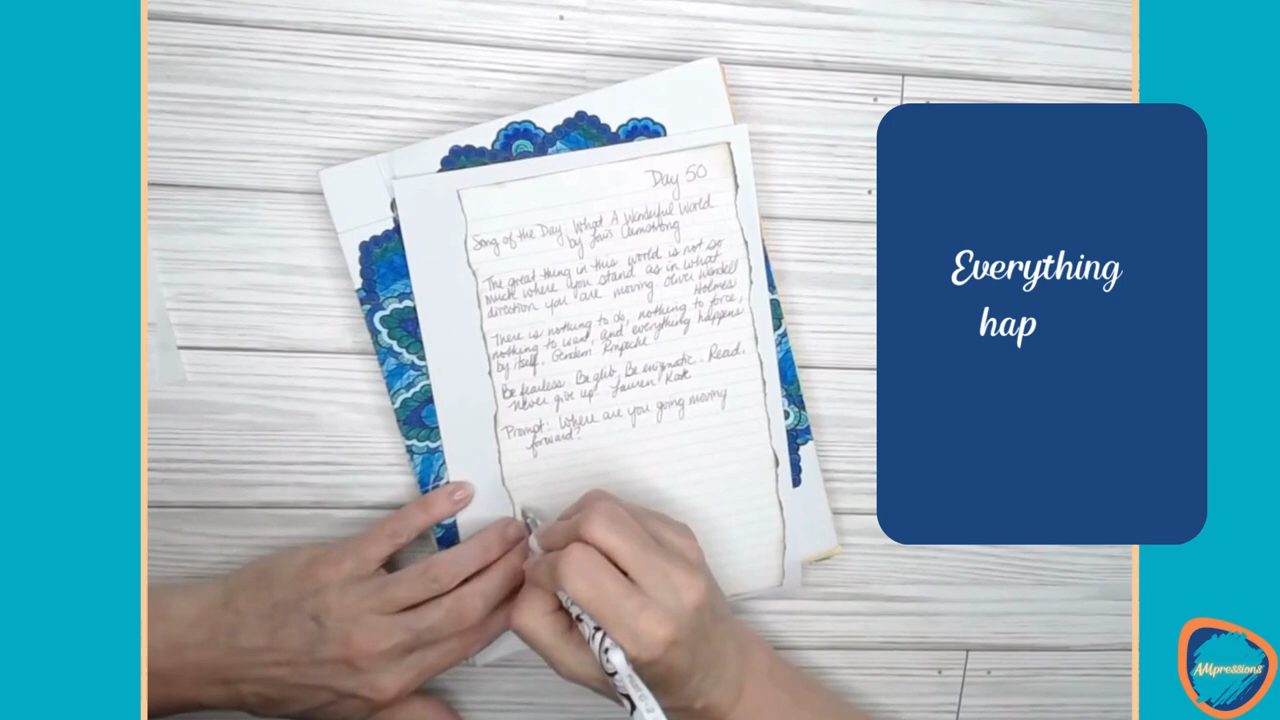 Day 50
Song of the Day: What A Wonderful World
by Louis Armstrong
The great thing in this world is not so
much where you stand as in what
direction you are moving Oliver Wendell
Holmes
There is nothing to do, nothing to force,
nothing to want, and everything happens
by itself. Gendem Rinpoche
Be fearless. Be glib. Be enigmatic. Read.
Never give up. Lauren Kate
Prompt: Where are you going moving
forward?
Everything
hap
AMpressions